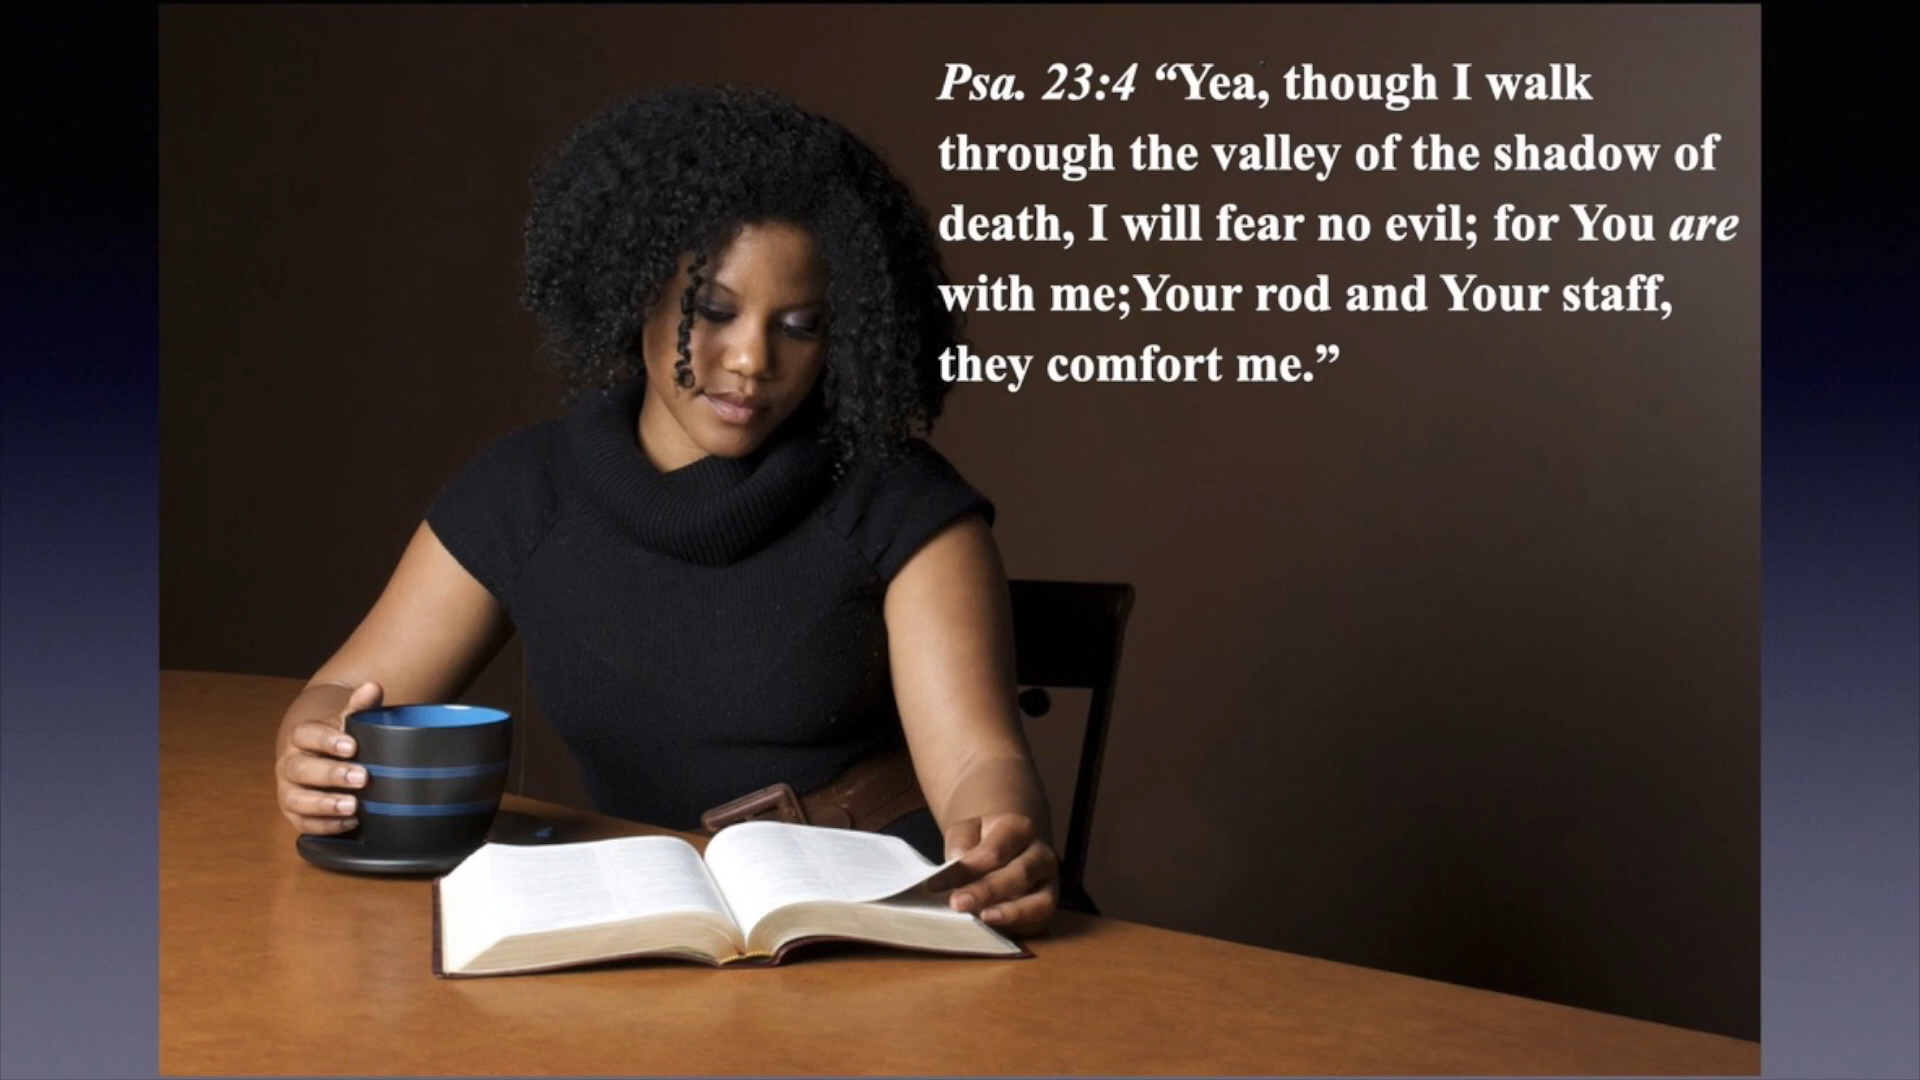 Psa. 23:4 “Yea, though I walk
through the valley of the shadow of
death, I will fear no evil; for You are
with me;Your rod and Your staff,
they comfort me.”